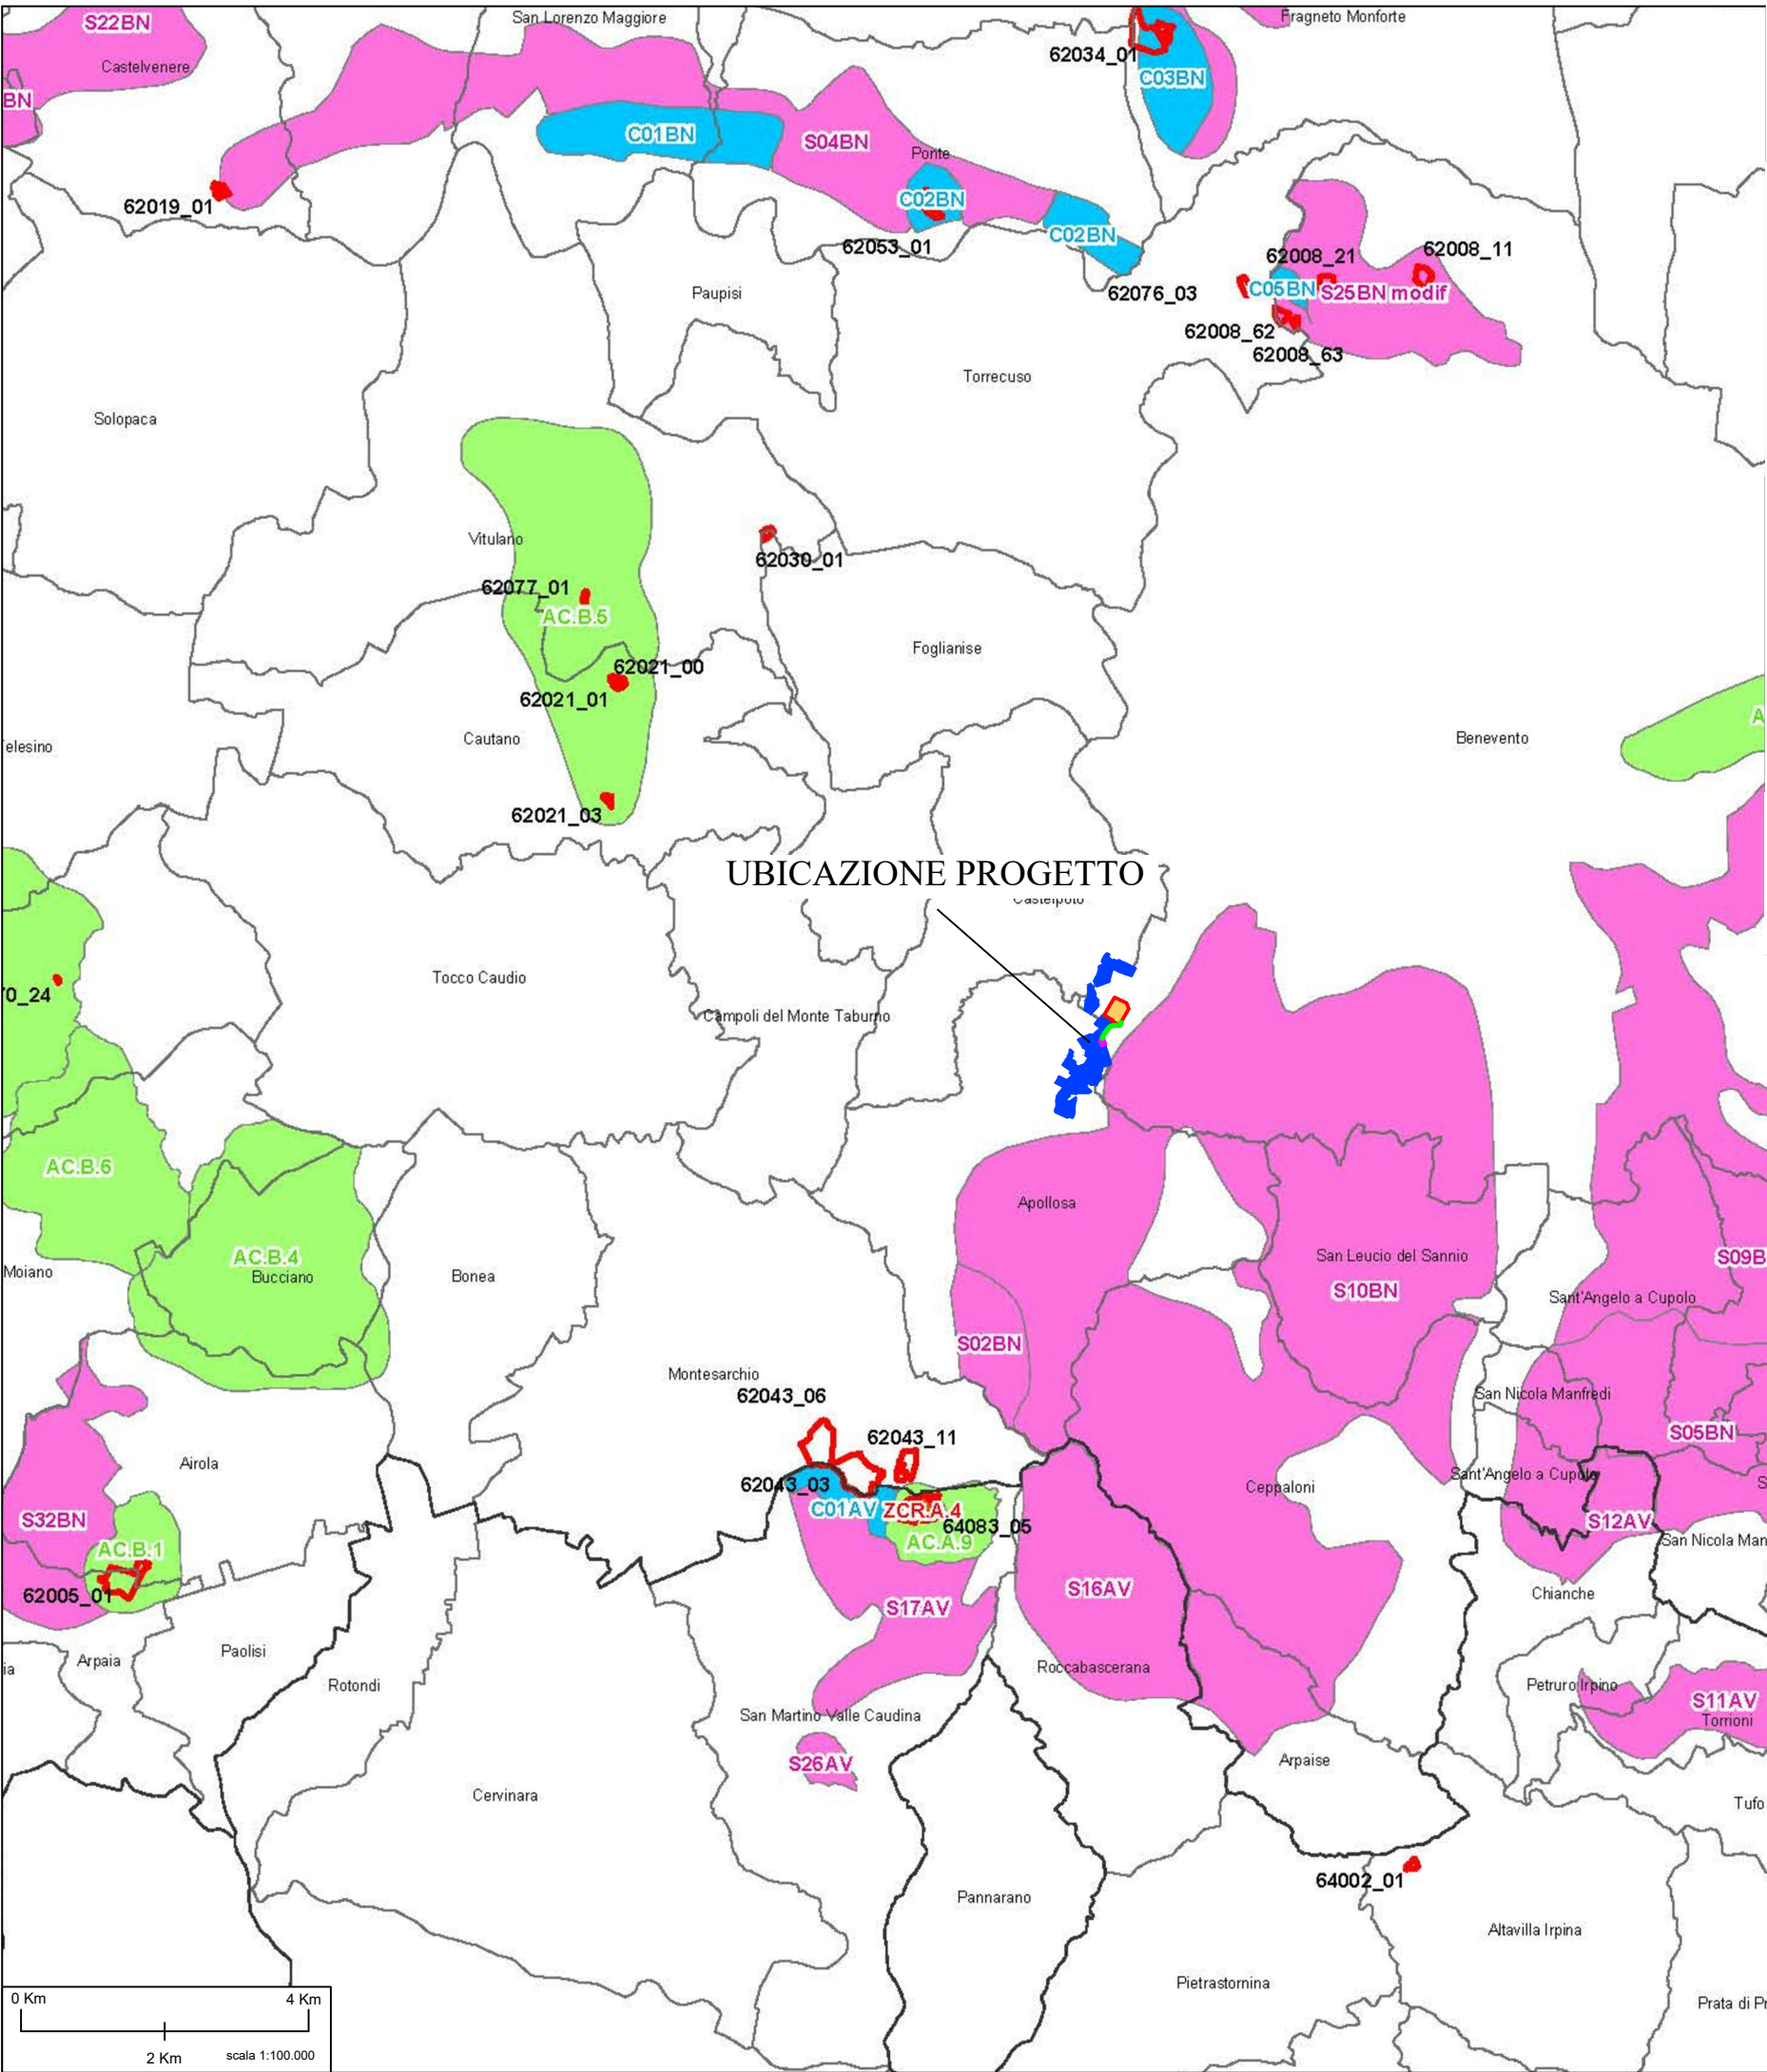 S22BN
San Lorenzo Maggiore
Fragneto Monforte
Castelvenere
62034_01
C03BN
BN
C01BN
S04BN
Ponte
C02BN
62019_01
C02BN
62053_01
62008_21
62008_11
Paupisi
62076_03
C05BN
S25BN modif
62008_62
62008_63
Torrecuso
Solopaca
Vitulano
62030_01
62077_01
AC.B.5
Foglianise
62021_00
62021_01
Cautano
elesino
Benevento
A
62021_03
UBICAZIONE PROGETTO
Castelpoto
Tocco Caudio
70_24
Campoli del Monte Taburno
AC.B.6
Apollosa
AC.B.4
Bucciano
Moiano
Bonea
San Leucio del Sannio
S09B
S10BN
Sant'Angelo a Cupolo
S02BN
Montesarchio
62043_06
San Nicola Manfredi
S05BN
62043_11
Airola
Sant'Angelo a Cupolo
62043_03
Ceppaloni
S
C01AV
ZCR.A.4
S32BN
64083_05
S12AV
AC.A.9
San Nicola Man
AC.B.1
62005_01
S16AV
Chianche
S17AV
Paolisi
Arpaia
ia
Roccabascerana
Rotondi
Petruro Irpino
S11AV
San Martino Valle Caudina
Torrioni
S26AV
Arpaise
Cervinara
Tufo
64002_01
Pannarano
Altavilla Irpina
Pietrastornina
0 Km
4 Km
Prata di Pr
2 Km
scala 1:100.000